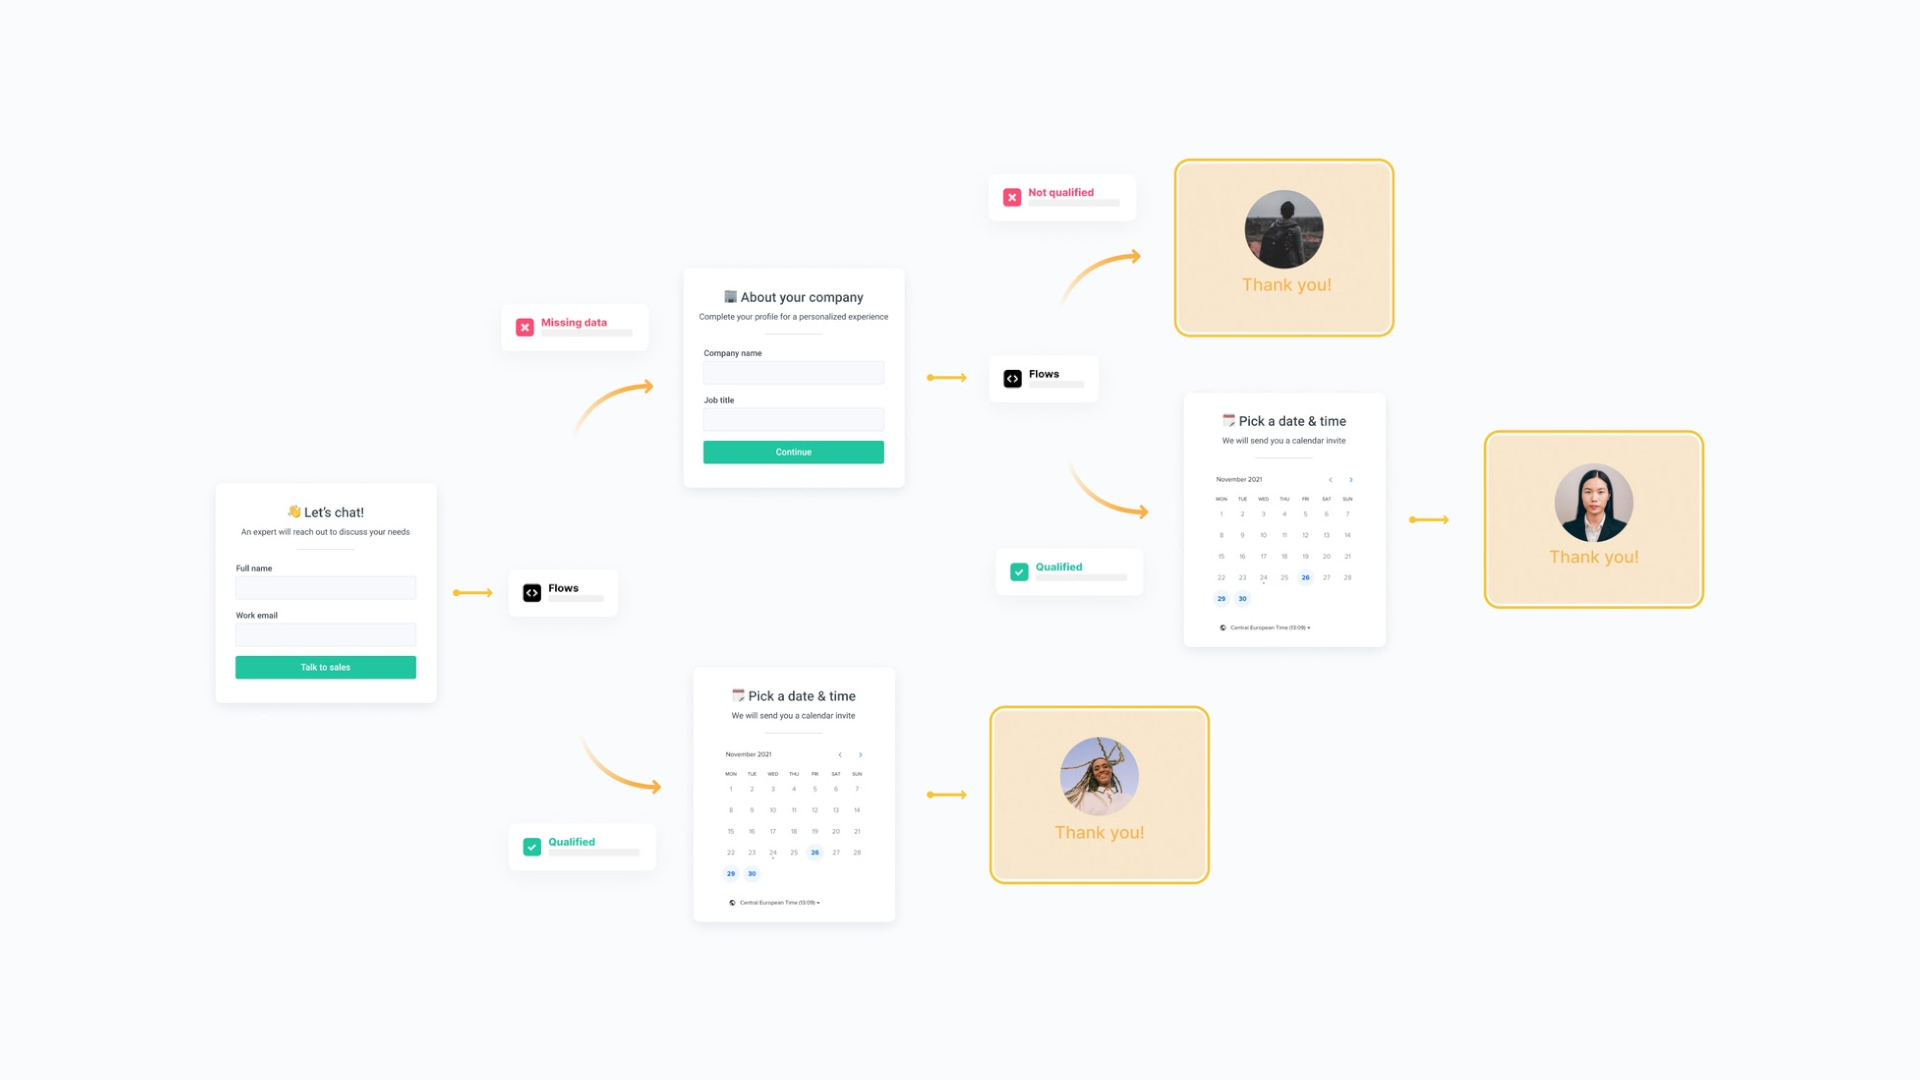 👋 Let's chat!
An expert will reach out to discuss your needs
Full name
Work email
Talk to sales
Flows
Missing data
🏢 About your company
Complete your profile for a personalized experience
Company name
Job title
Continue
Flows
Not qualified
Thank you!
Qualified
Pick a date & time
We will send you a calendar invite
November 2021 < >
MON TUE WED THU FRI SAT SUN
1 2 3 4 5 6 7
8 9 10 11 12 13 14
15 16 17 18 19 20 21
22 23 24 25 26 27 28
29 30
Central European Time (13:09)
Thank you!
Qualified
Pick a date & time
We will send you a calendar invite
November 2021 < >
MON TUE WED THU FRI SAT SUN
1 2 3 4 5 6 7
8 9 10 11 12 13 14
15 16 17 18 19 20 21
22 23 24 25 26 27 28
29 30
Central European Time (13:09)
Thank you!